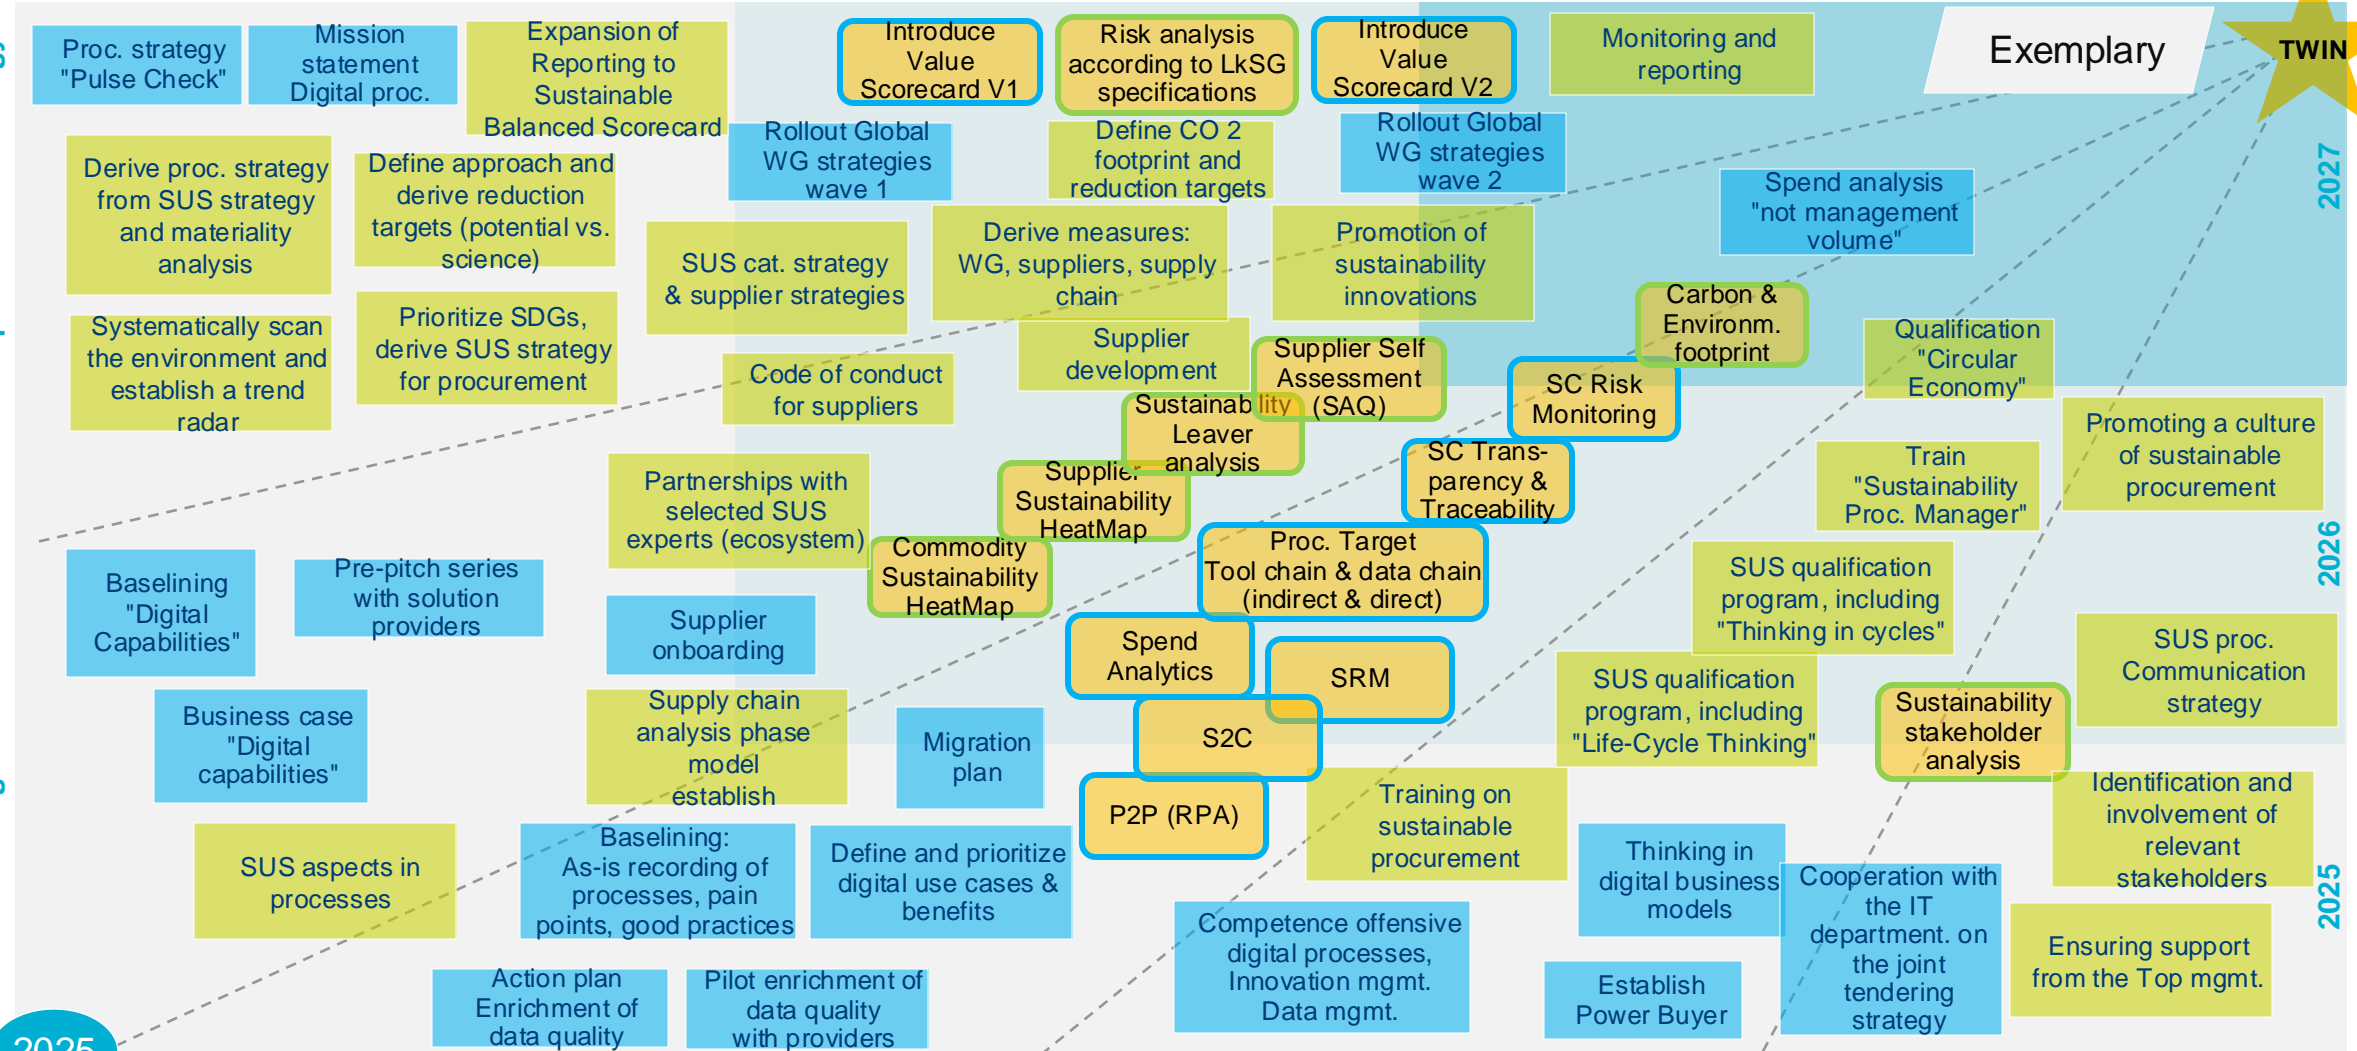 Proc. strategy
"Pulse Check"
Mission
statement
Digital proc.
Expansion of
Reporting to
Sustainable
Balanced Scorecard
Introduce
Value
Scorecard V1
Risk analysis
according to LkSG
specifications
Introduce
Value
Scorecard V2
Monitoring and
reporting
Exemplary
TWIN
Derive proc. strategy
from SUS strategy
and materiality
analysis
Define approach and
derive reduction
targets (potential vs.
science)
Rollout Global
WG strategies
wave 1
Define CO 2
footprint and
reduction targets
Rollout Global
WG strategies
wave 2
Spend analysis
"not management
volume"
2027
SUS cat. strategy
& supplier strategies
Derive measures:
WG, suppliers, supply
chain
Promotion of
sustainability
innovations
Systematically scan
the environment and
establish a trend
radar
Prioritize SDGs,
derive SUS strategy
for procurement
Code of conduct
for suppliers
Supplier
development
Supplier Self
Assessment
(SAQ)
Carbon &
Environm.
footprint
SC Risk
Monitoring
Qualification
"Circular
Economy"
Sustainability
Leaver
analysis
Promoting a culture
of sustainable
procurement
Partnerships with
selected SUS
experts (ecosystem)
Supplier
Sustainability
HeatMap
SC Trans-
parency &
Traceability
Train
"Sustainability
Proc. Manager"
2026
Baselining
"Digital
Capabilities"
Pre-pitch series
with solution
providers
Commodity
Sustainability
HeatMap
Proc. Target
Tool chain & data chain
(indirect & direct)
SUS qualification
program, including
"Thinking in cycles"
Supplier
onboarding
Spend
Analytics
SRM
SUS qualification
program, including
"Life-Cycle Thinking"
SUS proc.
Communication
strategy
Business case
"Digital
capabilities"
Supply chain
analysis phase
model
establish
Migration
plan
S2C
Sustainability
stakeholder
analysis
P2P (RPA)
Training on
sustainable
procurement
Identification and
involvement of
relevant
stakeholders
SUS aspects in
processes
Baselining:
As-is recording of
processes, pain
points, good practices
Define and prioritize
digital use cases &
benefits
Thinking in
digital business
models
Cooperation with
the IT
department. on
the joint
tendering
strategy
2025
Competence offensive
digital processes,
Innovation mgmt.
Data mgmt.
Ensuring support
from the Top mgmt.
Action plan
Enrichment of
data quality
Pilot enrichment of
data quality
with providers
Establish
Power Buyer
2025